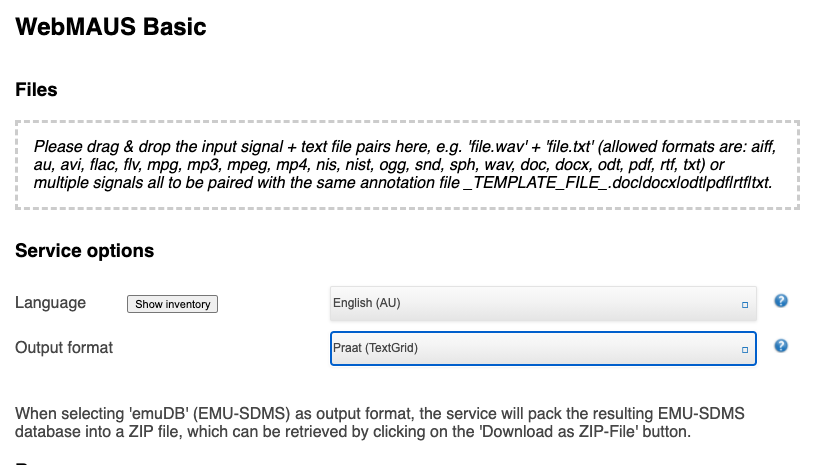 WebMAUS Basic
Files
Please drag & drop the input signal + text file pairs here, e.g. 'file.wav' + 'file.txt' (allowed formats are: aiff,
au, avi, flac, flv, mpg, mp3, mpeg, mp4, nis, nist, ogg, snd, sph, wav, doc, docx, odt, pdf, rtf, txt) or
multiple signals all to be paired with the same annotation file _TEMPLATE_FILE_.doc|docx|odt|pdf|rtf|txt.
Service options
Language Show inventory English (AU)
Output format Praat (TextGrid)
When selecting 'emuDB' (EMU-SDMS) as output format, the service will pack the resulting EMU-SDMS
database into a ZIP file, which can be retrieved by clicking on the 'Download as ZIP-File' button.